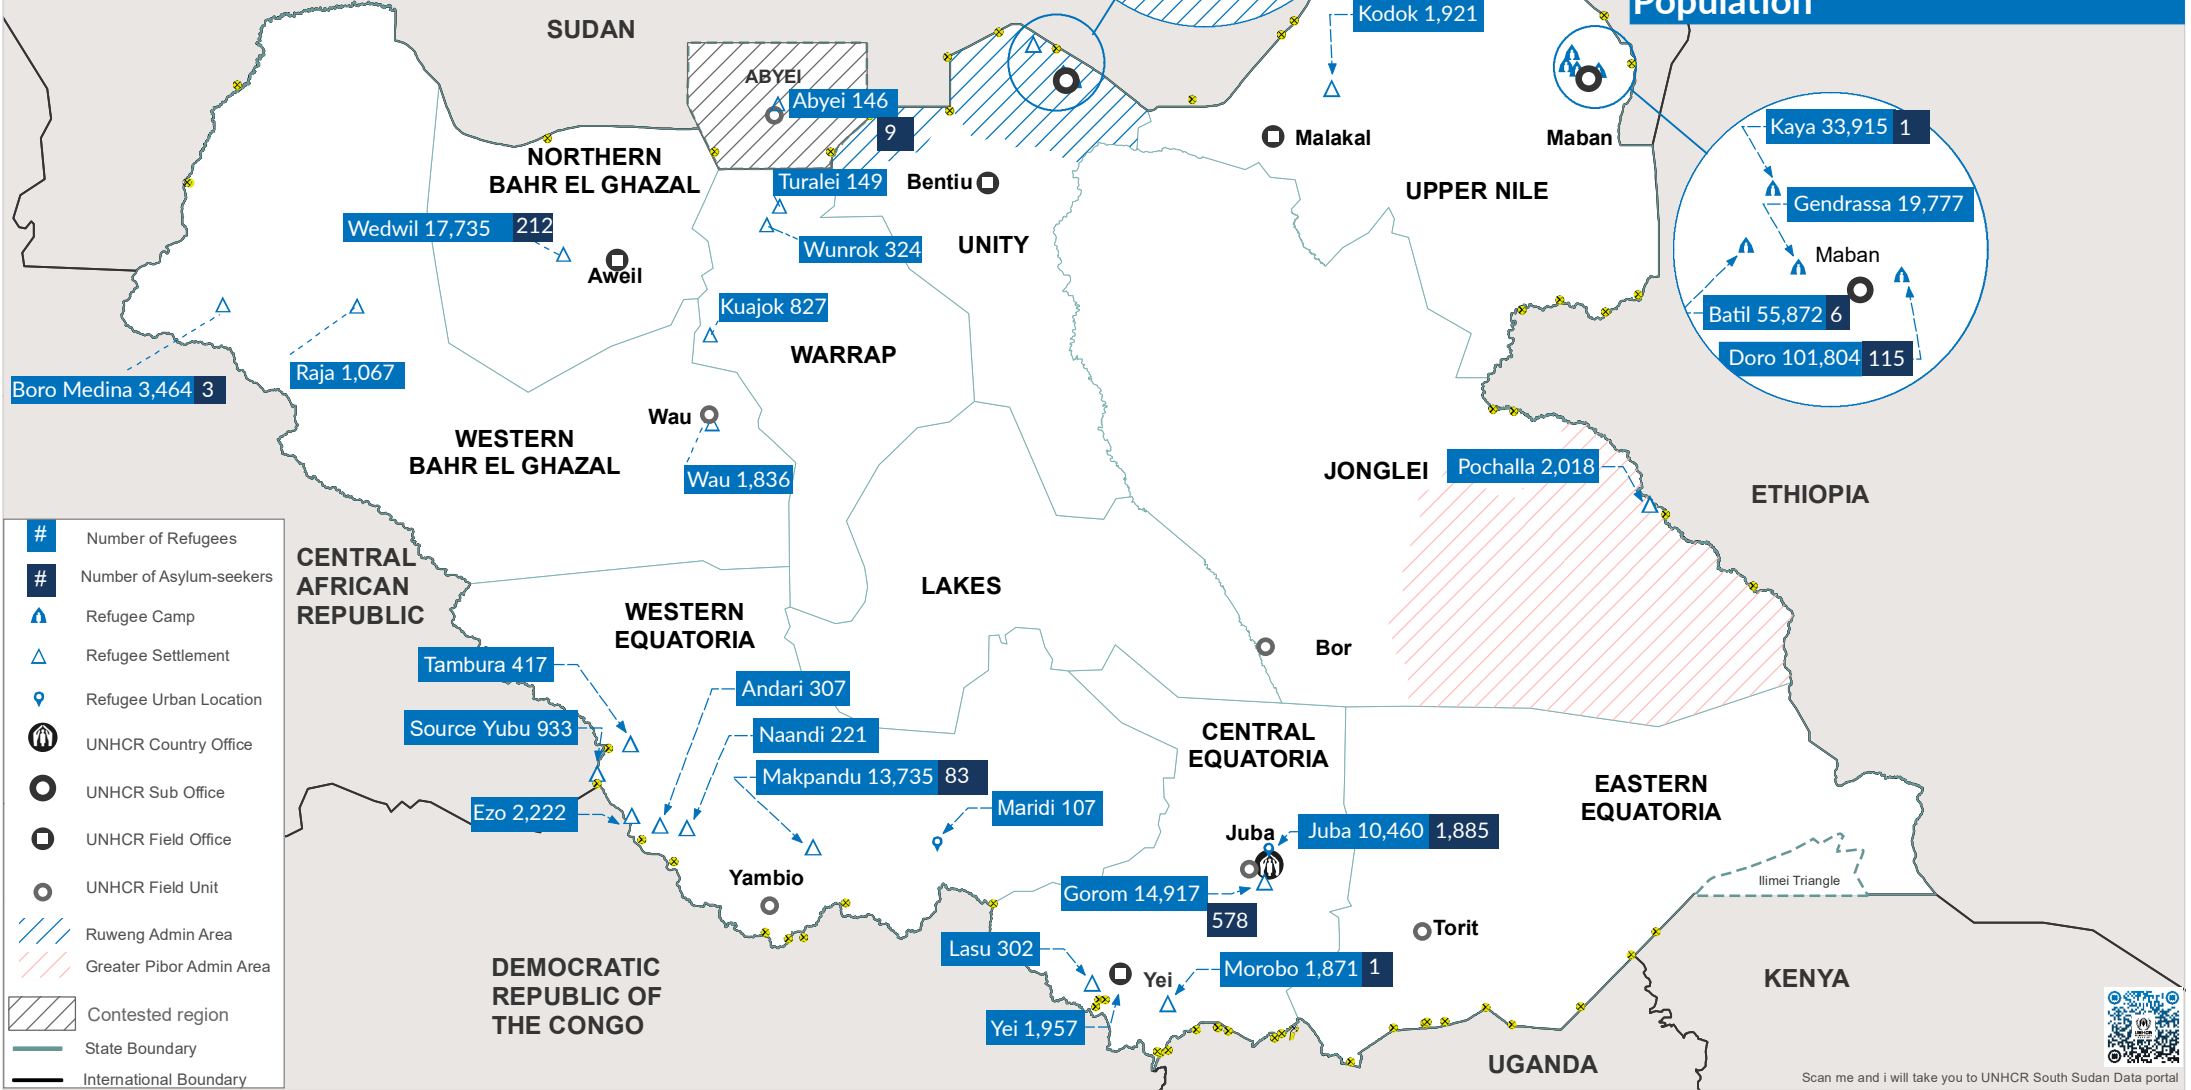 Population
SUDAN
Kodok 1,921
ABYEI
Abyei 146
9
Malakal
Maban
Kaya 33,915 1
NORTHERN
BAHR EL GHAZAL
Turalei 149
Bentiu
UPPER NILE
Gendrassa 19,777
Wedwil 17,735 212
Wunrok 324
UNITY
Maban
Aweil
Kuajok 827
Batil 55,872 6
WARRAP
Doro 101,804 115
Raja 1,067
Boro Medina 3,464 3
Wau
WESTERN
BAHR EL GHAZAL
Wau 1,836
JONGLEI
Pochalla 2,018
ETHIOPIA
# Number of Refugees
# Number of Asylum-seekers
Refugee Camp
Refugee Settlement
Refugee Urban Location
UNHCR Country Office
UNHCR Sub Office
UNHCR Field Office
UNHCR Field Unit
Ruweng Admin Area
Greater Pibor Admin Area
Contested region
State Boundary
International Boundary
CENTRAL
AFRICAN
REPUBLIC
LAKES
WESTERN
EQUATORIA
Bor
Tambura 417
Andari 307
Source Yubu 933
Naandi 221
CENTRAL
EQUATORIA
Makpandu 13,735 83
EASTERN
EQUATORIA
Ezo 2,222
Maridi 107
Juba
Juba 10,460 1,885
Yambio
Ilimei Triangle
Gorom 14,917
578
Torit
Lasu 302
DEMOCRATIC
REPUBLIC OF
THE CONGO
Morobo 1,871 1
Yei
KENYA
Yei 1,957
UGANDA
Scan me and i will take you to UNHCR South Sudan Data portal